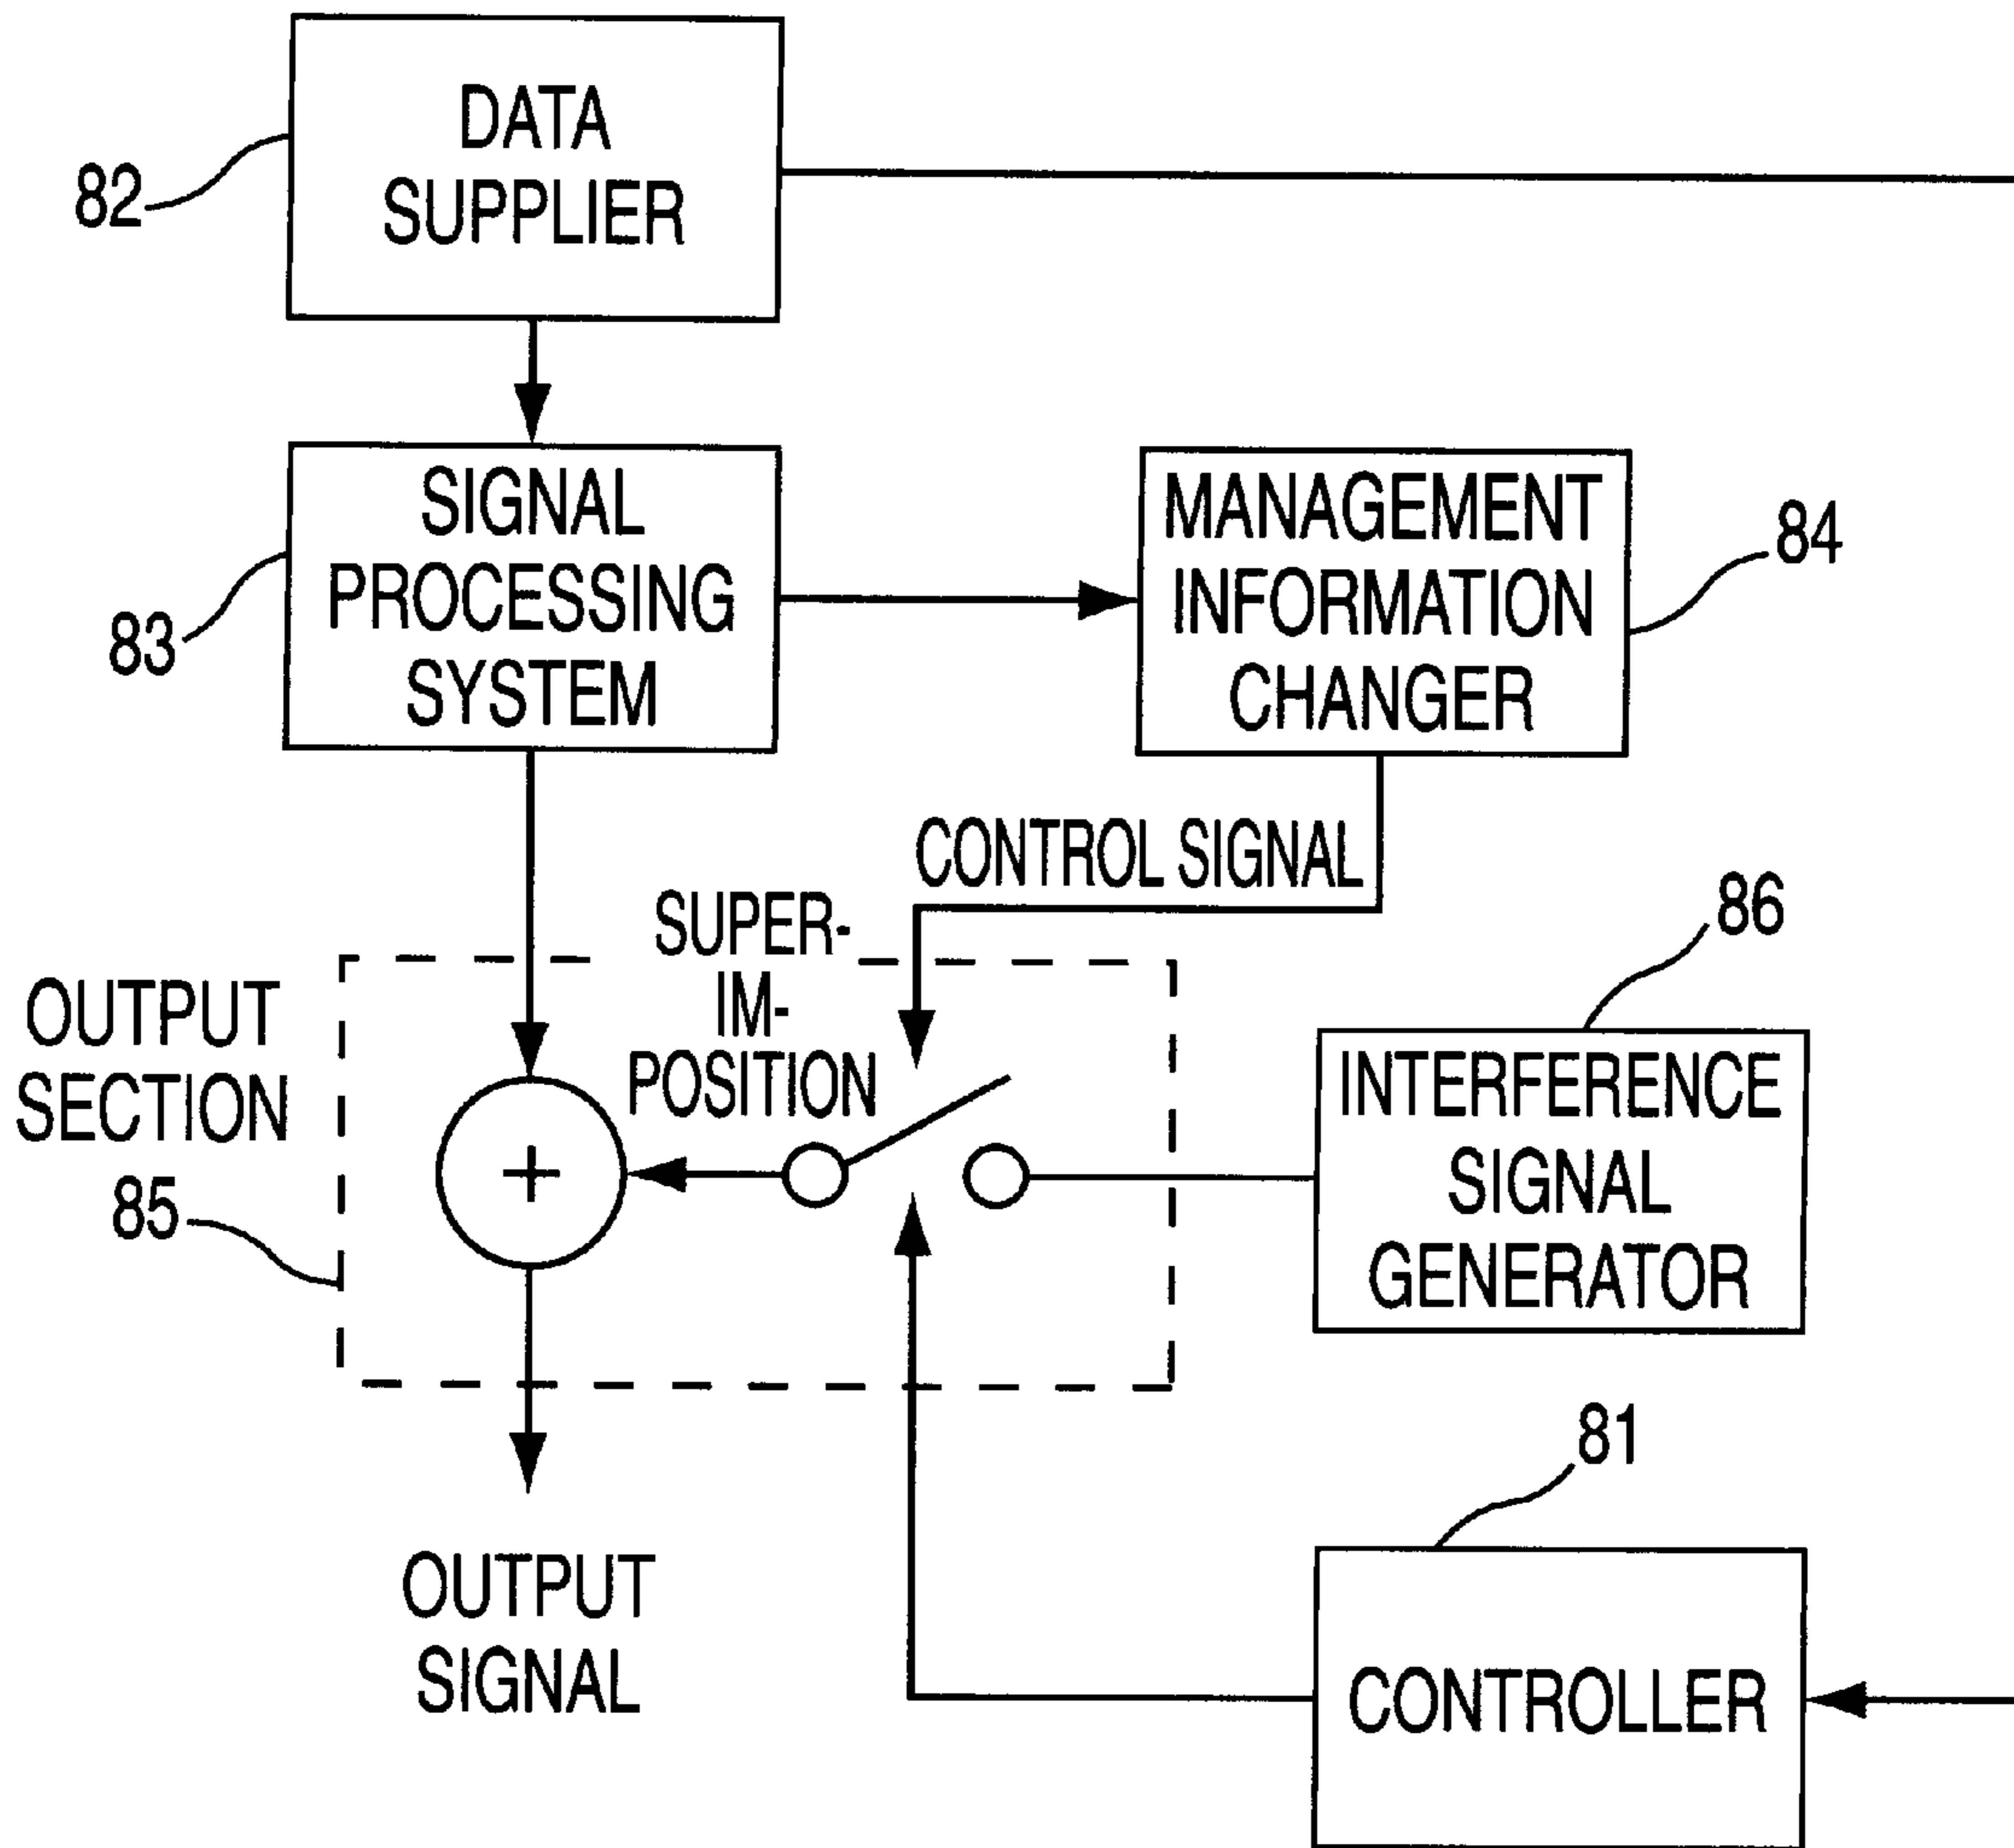 DATA
SUPPLIER
82
SIGNAL
PROCESSING
SYSTEM
83
MANAGEMENT
INFORMATION
CHANGER
84
CONTROL SIGNAL
SUPER-
IM-
POSITION
OUTPUT
SECTION
85
+
86
INTERFERENCE
SIGNAL
GENERATOR
81
CONTROLLER
OUTPUT
SIGNAL